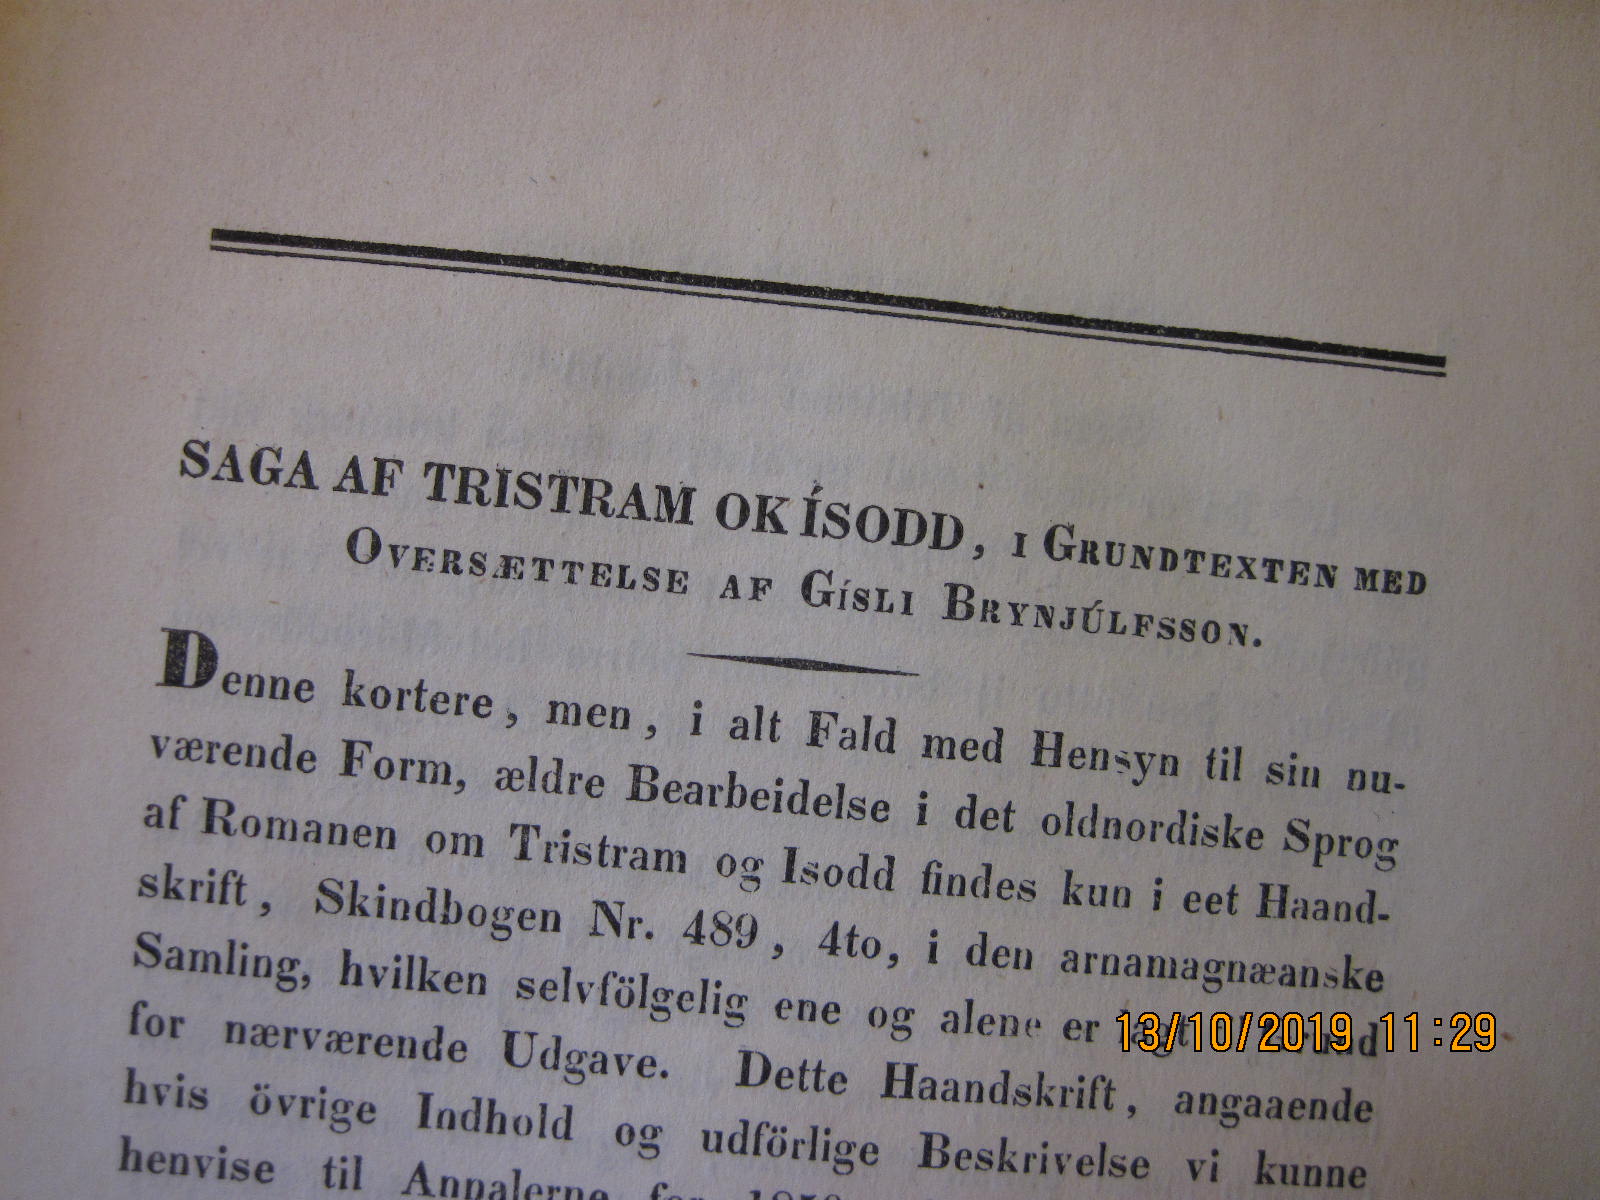 SAGA AF TRISTRAM OK ÍSODD, I GRUNDTEXTEN MED
OVERSÆTTELSE AF GÍSLI BRYNJÚLFSSON.
Denne kortere, men, i alt Fald med Hensyn til sin nu-
værende Form, ældre Bearbeidelse i det oldnordiske Sprog
af Romanen om Tristram og Isodd findes kun i eet Haand-
skrift, Skindbogen Nr. 489, 4to, i den arnamagnæanske
Samling, hvilken selvfölgelig ene og alene er lagt
for nærværende Udgave. Dette Haandskrift, angaaende
hvis övrige Indhold og udförlige Beskrivelse vi kunne
henvise til Annalerne for
13/10/2019 11:29